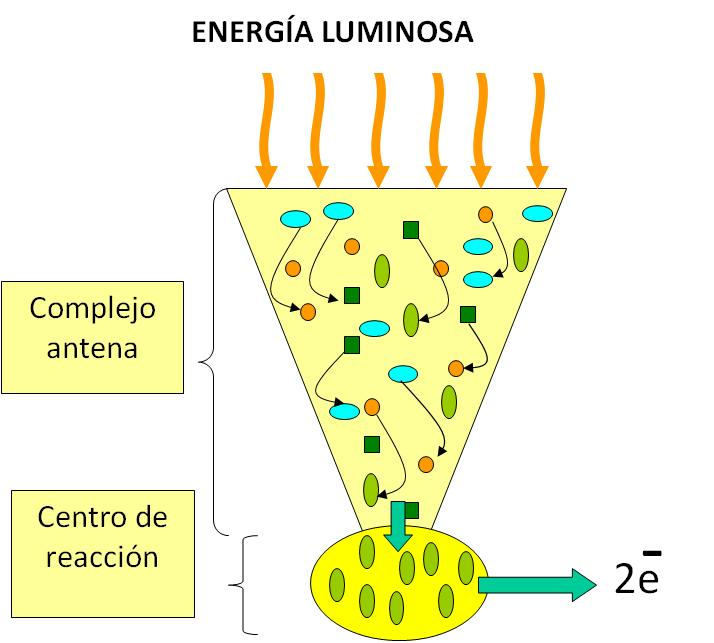 ENERGÍA LUMINOSA
Complejo
antena
Centro de
reacción
2e̅